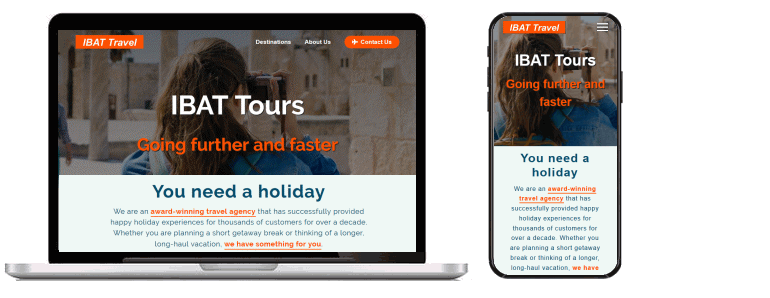 IBAT Travel
Destinations About Us Contact Us
IBAT Tours
Going further and faster
You need a holiday
We are an award-winning travel agency that has successfully provided
happy holiday experiences for thousands of customers for over a decade.
Whether you are planning a short getaway break or thinking of a longer,
long-haul vacation, we have something for you.
IBAT Travel
IBAT Tours
Going further and
faster
You need a
holiday
We are an award-winning
travel agency that has
successfully provided happy
holiday experiences for
thousands of customers for
over a decade. Whether you
are planning a short getaway
break or thinking of a longer,
long-haul vacation, we have